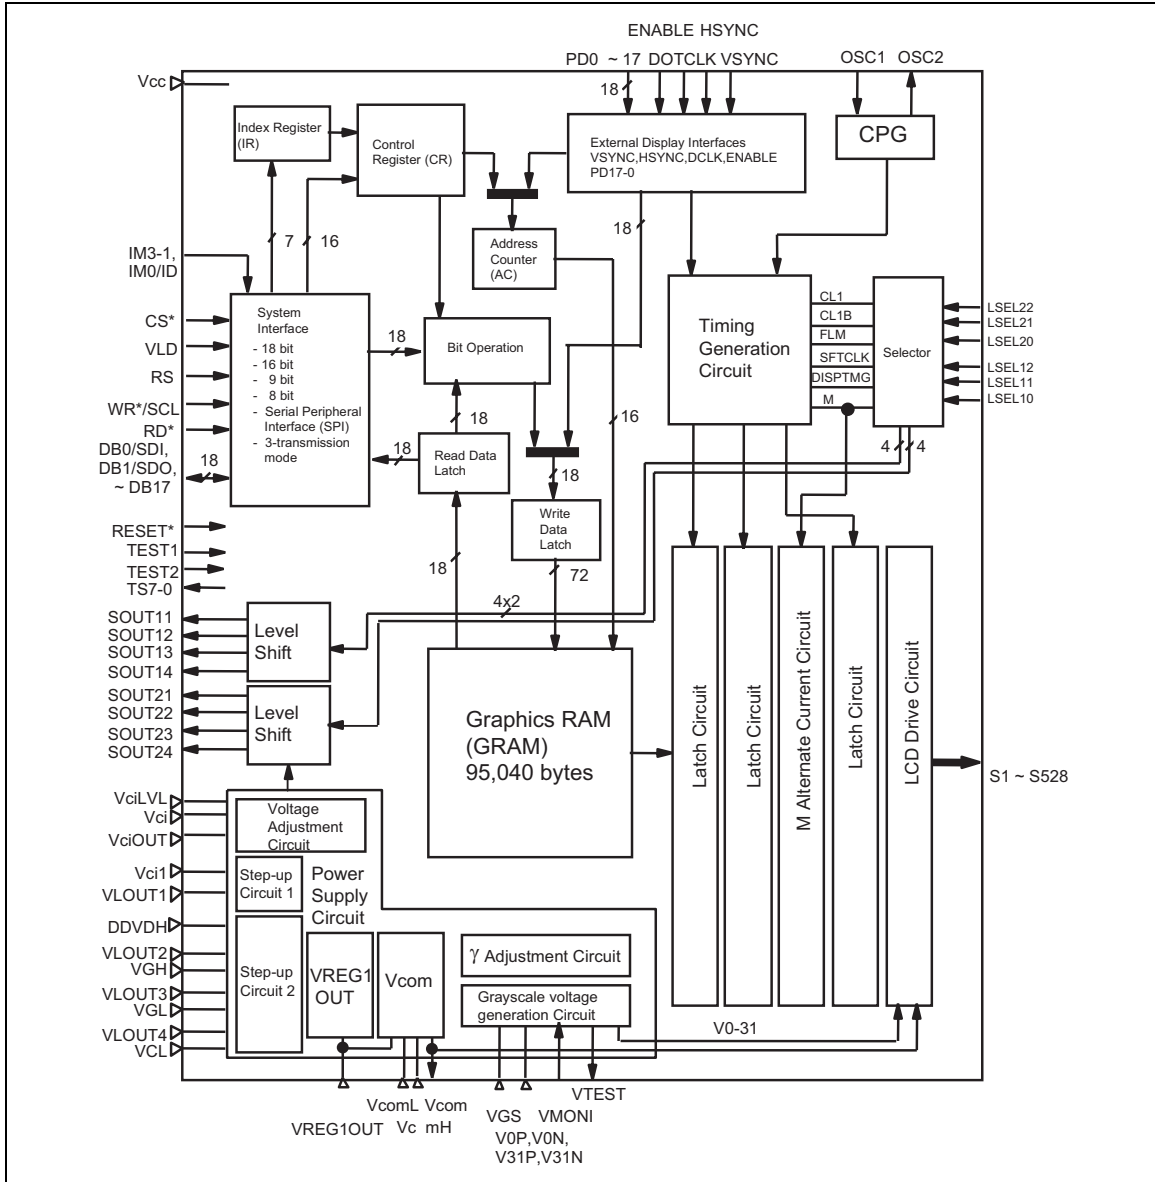 ENABLE HSYNC
PD0 ~ 17 DOTCLK VSYNC
OSC1 OSC2
Vcc
18
Index Register
(IR)
Control
Register (CR)
External Display Interfaces
VSYNC,HSYNC,DCLK,ENABLE
PD17-0
CPG
7
16
18
Address
Counter
(AC)
IM3-1,
IM0/ID
System
Interface
- 18 bit
- 16 bit
- 9 bit
- 8 bit
- Serial Peripheral
Interface (SPI)
- 3-transmission
mode
18
Bit Operation
Timing
Generation
Circuit
CL1
CL1B
FLM
SFTCLK
DISPTMG
M
Selector
LSEL22
LSEL21
LSEL20
LSEL12
LSEL11
LSEL10
CS*
VLD
RS
WR*/SCL
RD*
DB0/SDI,
DB1/SDO,
~ DB17
18
18
18
Read Data
Latch
16
4
4
18
Write
Data
Latch
RESET*
TEST1
TEST2
TS7-0
18
72
4x2
SOUT11
SOUT12
SOUT13
SOUT14
Level
Shift
SOUT21
SOUT22
SOUT23
SOUT24
Level
Shift
Graphics RAM
(GRAM)
95,040 bytes
Latch Circuit
Latch Circuit
M Alternate Current Circuit
Latch Circuit
LCD Drive Circuit
S1 ~ S528
VciLVL
Vci
VciOUT
Voltage
Adjustment
Circuit
Vci1
VLOUT1
Step-up
Circuit 1
Power
Supply
Circuit
DDVDH
VLOUT2
VGH
VLOUT3
VGL
VLOUT4
VCL
Step-up
Circuit 2
VREG1
OUT
Vcom
γ Adjustment Circuit
Grayscale voltage
generation Circuit
V0-31
VTEST
VREG1OUT
VcomL Vcom
Vc mH
VGS VMONI
V0P,V0N,
V31P,V31N